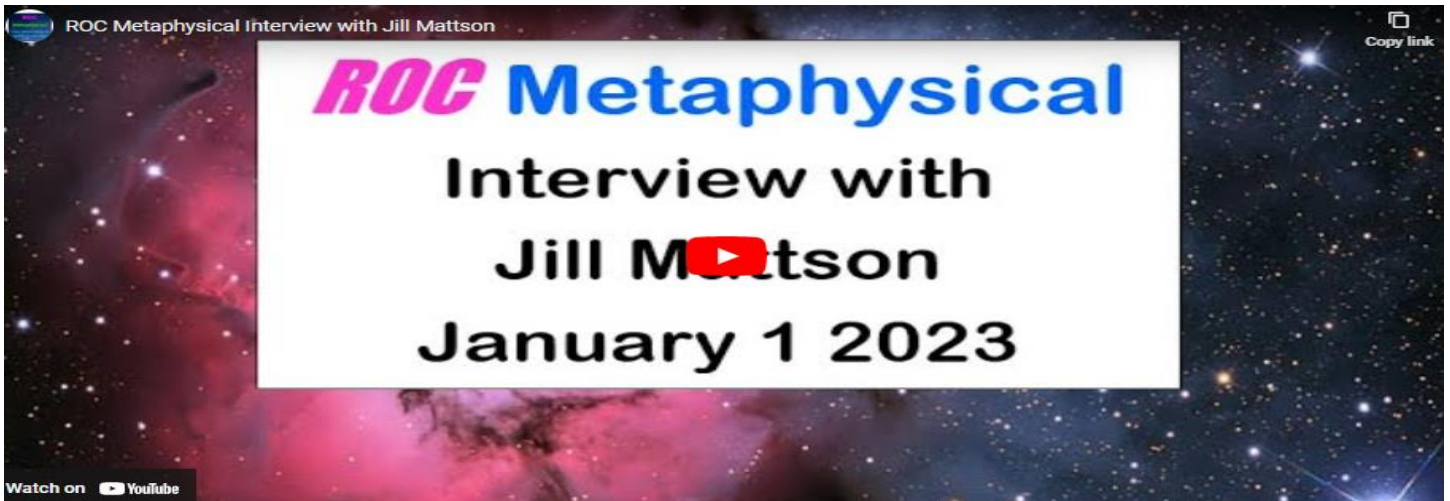 ROC Metaphysical Interview with Jill Mattson
Copy link
ROC Metaphysical
Interview with
Jill Mattson
January 1 2023
Watch on YouTube